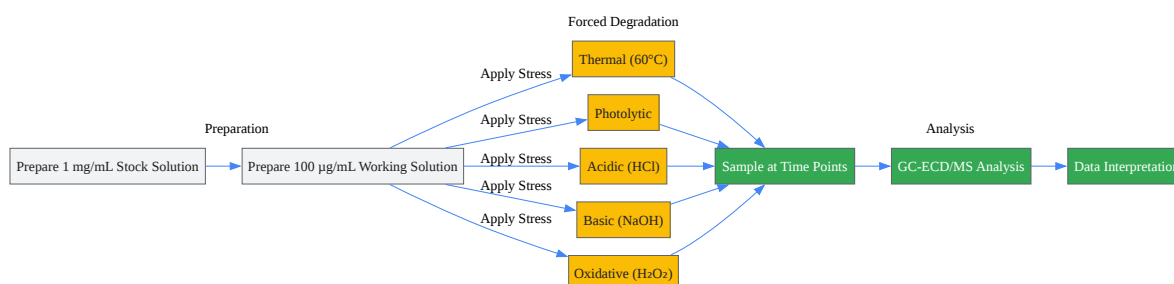 Forced Degradation
Thermal (60°C)
Apply Stress
Photolytic
Apply Stress
Preparation
Analysis
Prepare 1 mg/mL Stock Solution
Prepare 100 µg/mL Working Solution
Apply Stress
Acidic (HCl)
Sample at Time Points
GC-ECD/MS Analysis
Data Interpretation
Apply Stress
Basic (NaOH)
Apply Stress
Oxidative (H₂O₂)